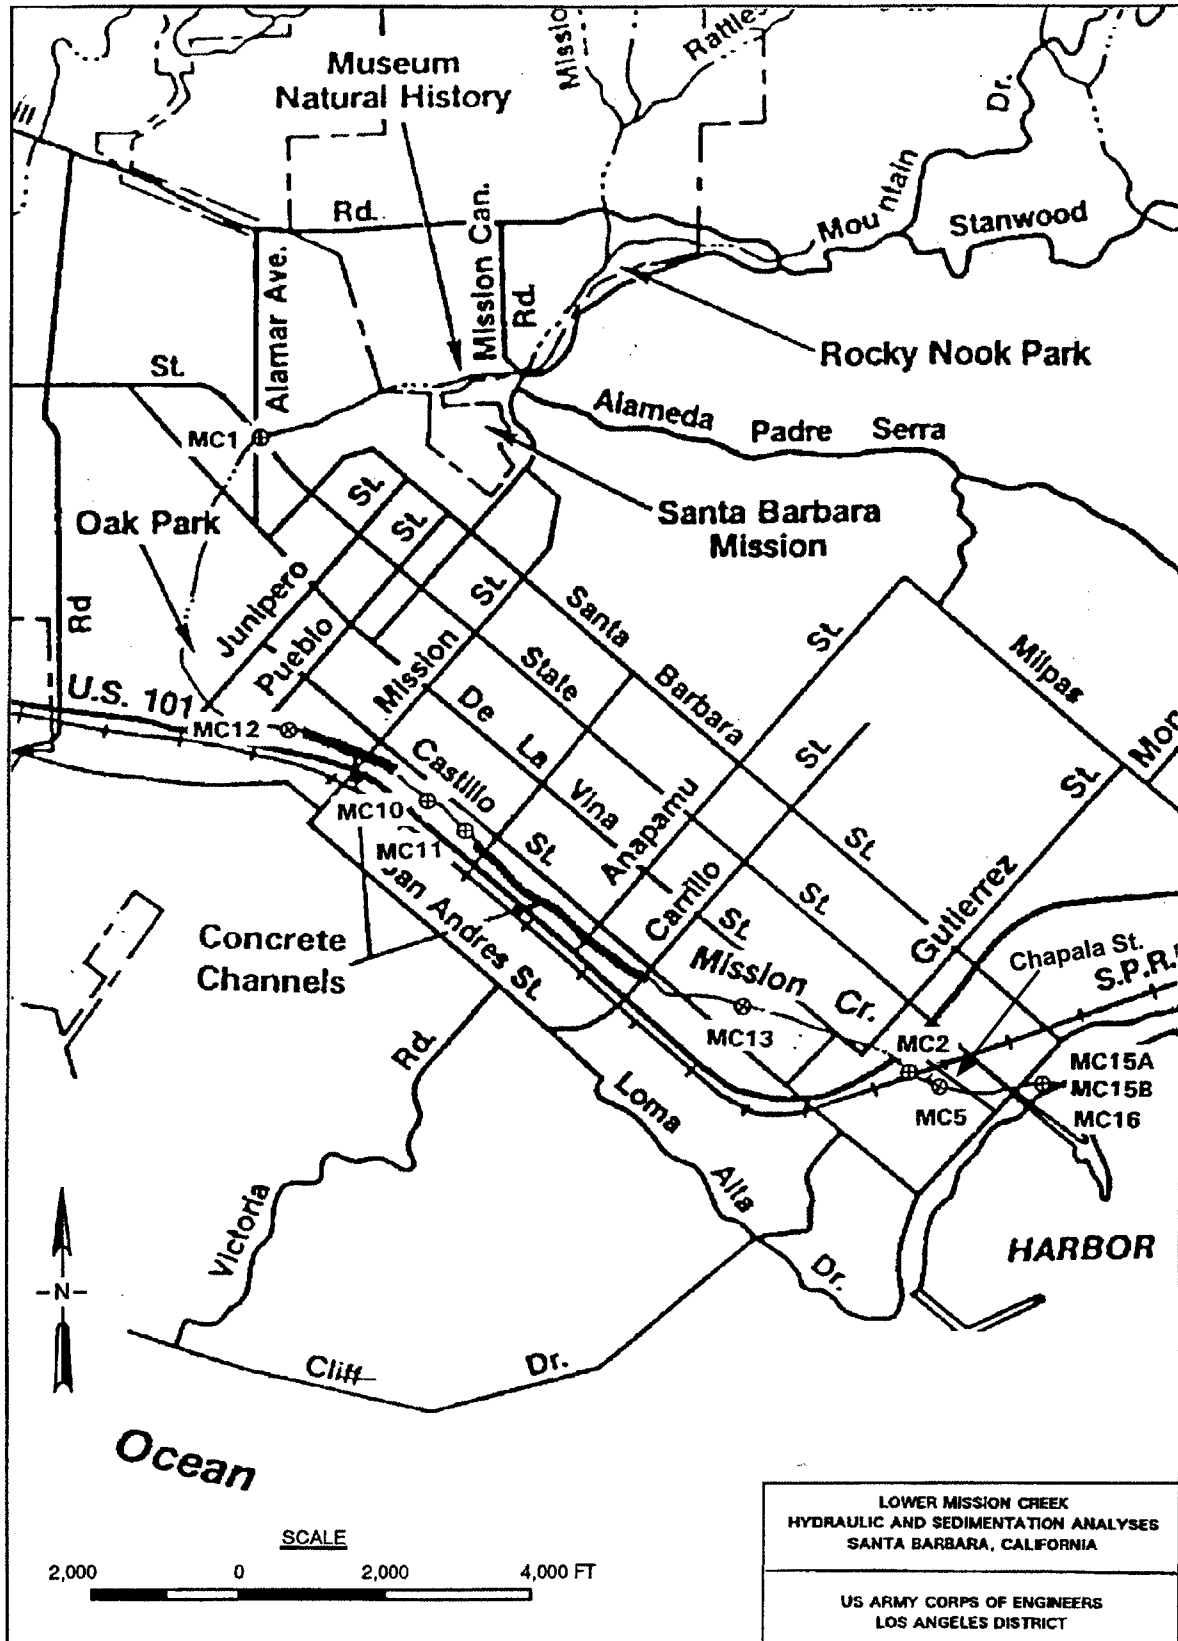 Museum
Natural History
Missio
Rattle
Dr.
Mountain
Stanwood
Rd.
Mission Can.
Rd.
Alamar Ave.
Rocky Nook Park
St.
Alameda Padre Serra
MC1
Oak Park
Santa Barbara
Mission
St
St
St
Junipero
Pueblo
Mission
Rd
U.S. 101
MC12
Santa
Barbara
St
State
St
De
La
Vina
St
Castillo
St.
Anapamu
St
Carrillo
St
Milpas
Mon
Gutierrez
St
MC10
MC11
San Andres St.
Concrete
Channels
Mission
Cr.
MC13
Chapala St.
S.P.R.
MC2
MC5
MC15A
MC15B
MC16
Loma
Alta
Dr.
Rd.
Victoria
HARBOR
-N-
Cliff
Dr.
Ocean
SCALE
2,000 0 2,000 4,000 FT
LOWER MISSION CREEK
HYDRAULIC AND SEDIMENTATION ANALYSES
SANTA BARBARA, CALIFORNIA
US ARMY CORPS OF ENGINEERS
LOS ANGELES DISTRICT